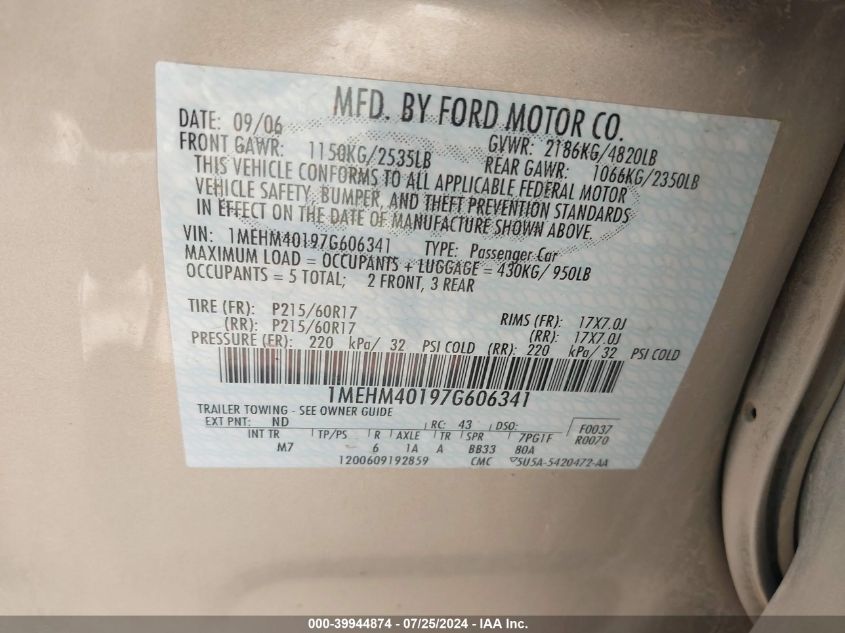 MFD. BY FORD MOTOR CO.
DATE: 09/06 GVWR: 2186KG/4820LB
FRONT GAWR: 1150KG/2535LB REAR GAWR: 1066KG/2350LB
THIS VEHICLE CONFORMS TO ALL APPLICABLE FEDERAL MOTOR
VEHICLE SAFETY, BUMPER, AND THEFT PREVENTION STANDARDS
IN EFFECT ON THE DATE OF MANUFACTURE SHOWN ABOVE.
VIN: 1MEHM40197G606341 TYPE: Passenger Car
MAXIMUM LOAD = OCCUPANTS + LUGGAGE = 430KG/ 950LB
OCCUPANTS = 5 TOTAL; 2 FRONT, 3 REAR
TIRE (FR): P215/60R17 RIMS (FR): 17X7.0J
(RR): P215/60R17 (RR): 17X7.0J
PRESSURE (FR): 220 kPa/ 32 PSI COLD (RR): 220 kPa/ 32 PSI COLD
1MEHM40197G606341
TRAILER TOWING - SEE OWNER GUIDE
EXT PNT: ND RC: 43 DSO: F0037
INT TR TP/PS R AXLE TR SPR 7PG1F R0070
M7 6 1A A BB33 80A
1200609192859 CMC 5U5A-5420472-AA
000-39944874 - 07/25/2024 - IAA Inc.